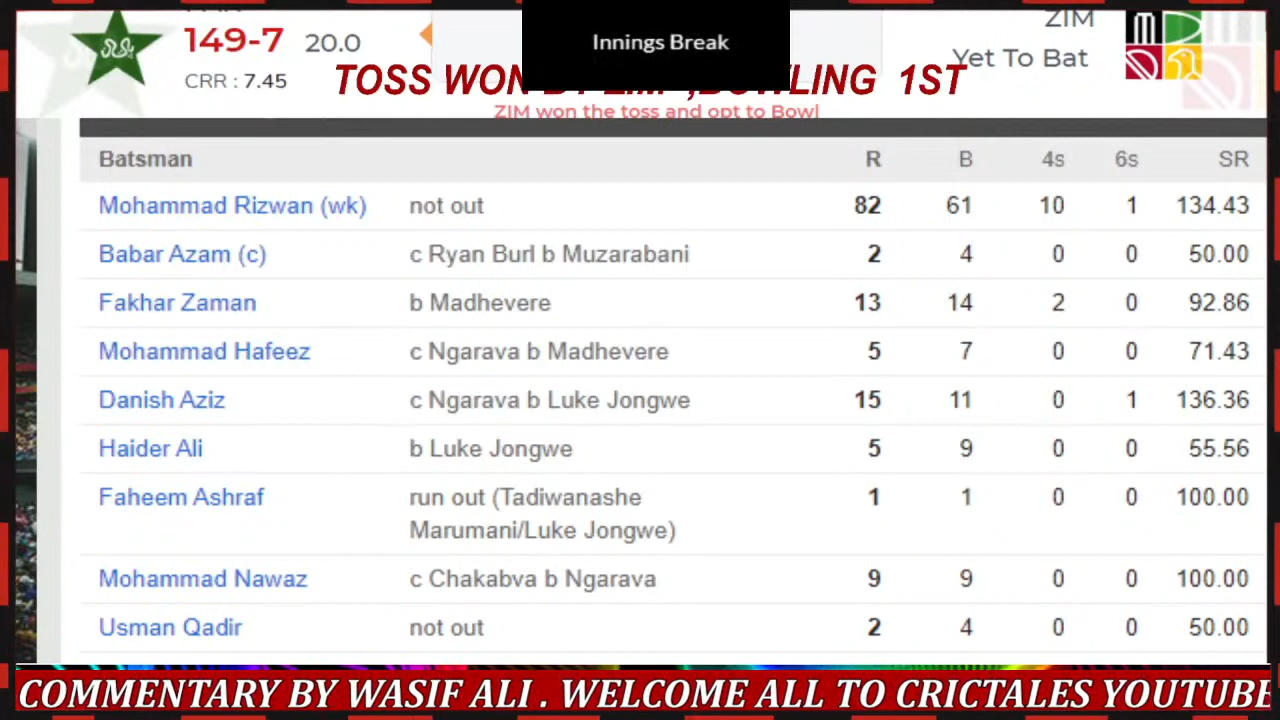 149-7 20.0
CRR : 7.45
Innings Break
ZIM
Yet To Bat
TOSS WON BY ZIM ,BOWLING 1ST
ZIM won the toss and opt to Bowl
Batsman R B 4s 6s SR
Mohammad Rizwan (wk) not out 82 61 10 1 134.43
Babar Azam (c) c Ryan Burl b Muzarabani 2 4 0 0 50.00
Fakhar Zaman b Madhevere 13 14 2 0 92.86
Mohammad Hafeez c Ngarava b Madhevere 5 7 0 0 71.43
Danish Aziz c Ngarava b Luke Jongwe 15 11 0 1 136.36
Haider Ali b Luke Jongwe 5 9 0 0 55.56
Faheem Ashraf run out (Tadiwanashe 1 1 0 0 100.00
Marumani/Luke Jongwe)
Mohammad Nawaz c Chakabva b Ngarava 9 9 0 0 100.00
Usman Qadir not out 2 4 0 0 50.00
COMMENTARY BY WASIF ALI . WELCOME ALL TO CRICTALES YOUTUBE